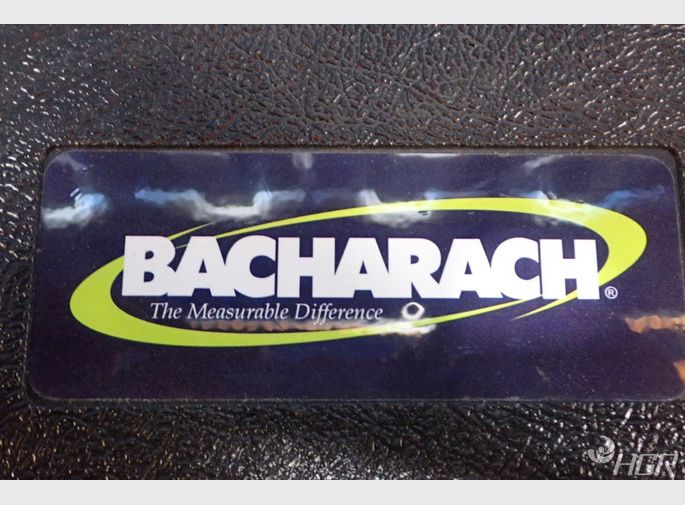 BACHARACH®
The Measurable Difference
HGR